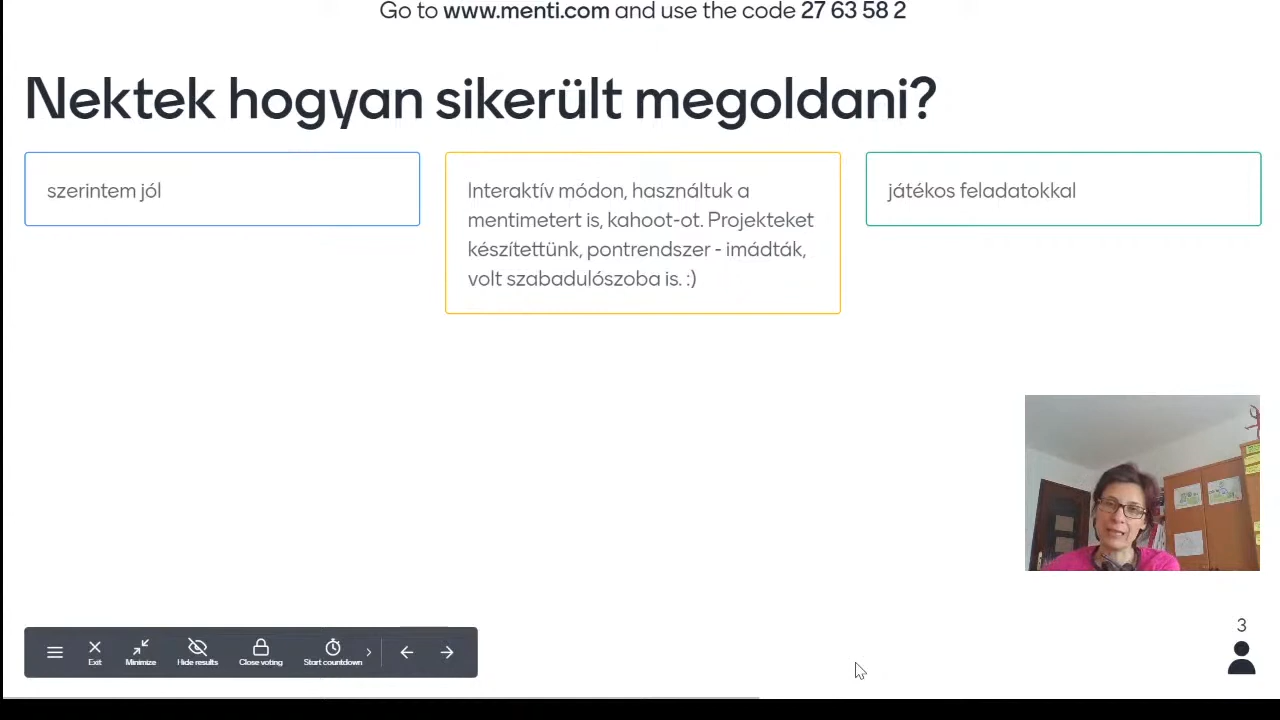 Go to www.menti.com and use the code 27 63 58 2
Nektek hogyan sikerült megoldani?
szerintem jól
Interaktív módon, használtuk a
mentimetert is, kahoot-ot. Projekteket
készítettünk, pontrendszer - imádták,
volt szabadulószoba is. :)
játékos feladatokkal
3
Exit
Minimize
Hide results
Close voting
Start countdown